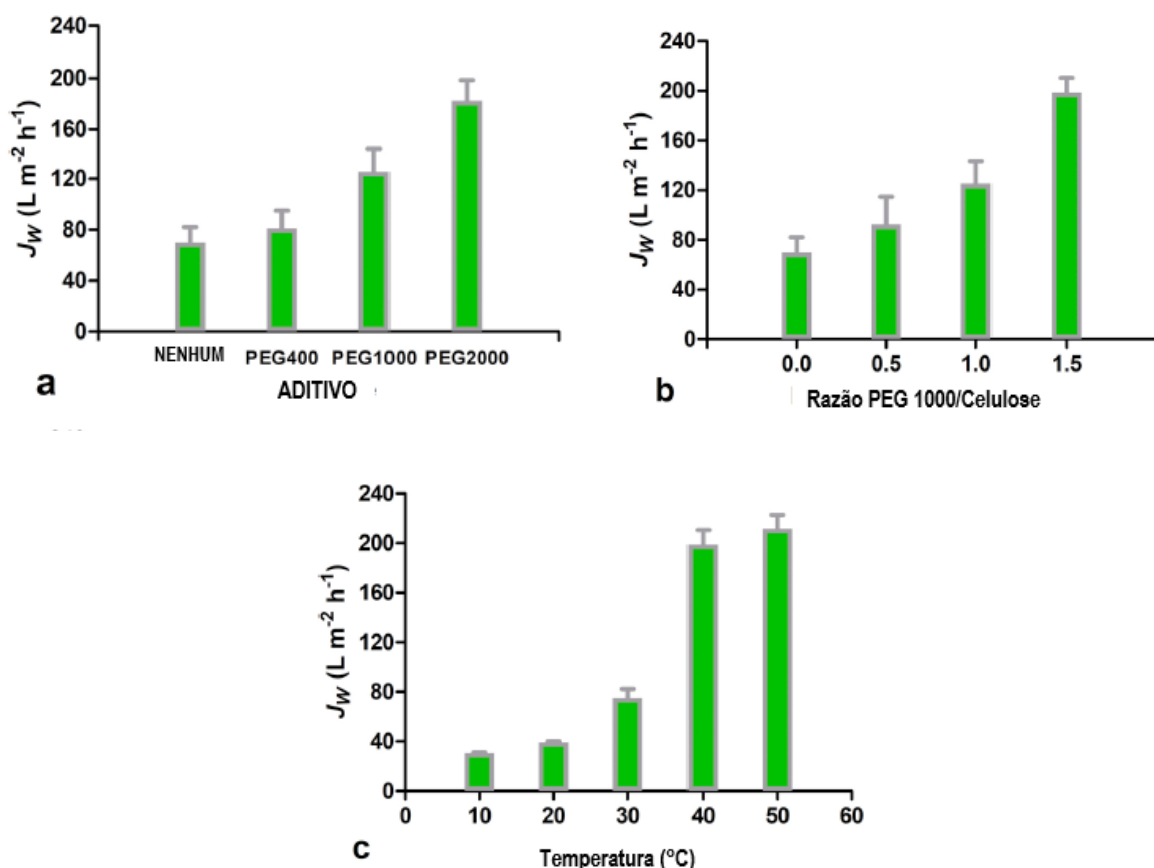 240
200
160
120
80
40
0
J_W (L m⁻² h⁻¹)
NENHUM PEG400 PEG1000 PEG2000
ADITIVO
a
240
200
160
120
80
40
0
J_W (L m⁻² h⁻¹)
0.0 0.5 1.0 1.5
Razão PEG 1000/Celulose
b
240
200
160
120
80
40
0
J_W (L m⁻² h⁻¹)
0 10 20 30 40 50 60
Temperatura (ºC)
c